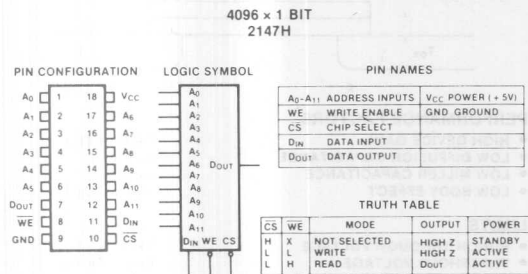 4096 × 1 BIT
2147H
PIN CONFIGURATION
A0 1 18 VCC
A1 2 17 A6
A2 3 16 A7
A3 4 15 A8
A4 5 14 A9
A5 6 13 A10
DOUT 7 12 A11
WE 8 11 DIN
GND 9 10 CS
LOGIC SYMBOL
A0
A1
A2
A3
A4
A5
A6 DOUT
A7
A8
A9
A10
A11
DIN WE CS
PIN NAMES
A0-A11 ADDRESS INPUTS VCC POWER (+5V)
WE WRITE ENABLE GND GROUND
CS CHIP SELECT
DIN DATA INPUT
DOUT DATA OUTPUT
TRUTH TABLE
CS WE MODE OUTPUT POWER
H X NOT SELECTED HIGH Z STANDBY
L L WRITE HIGH Z ACTIVE
L H READ DOUT ACTIVE